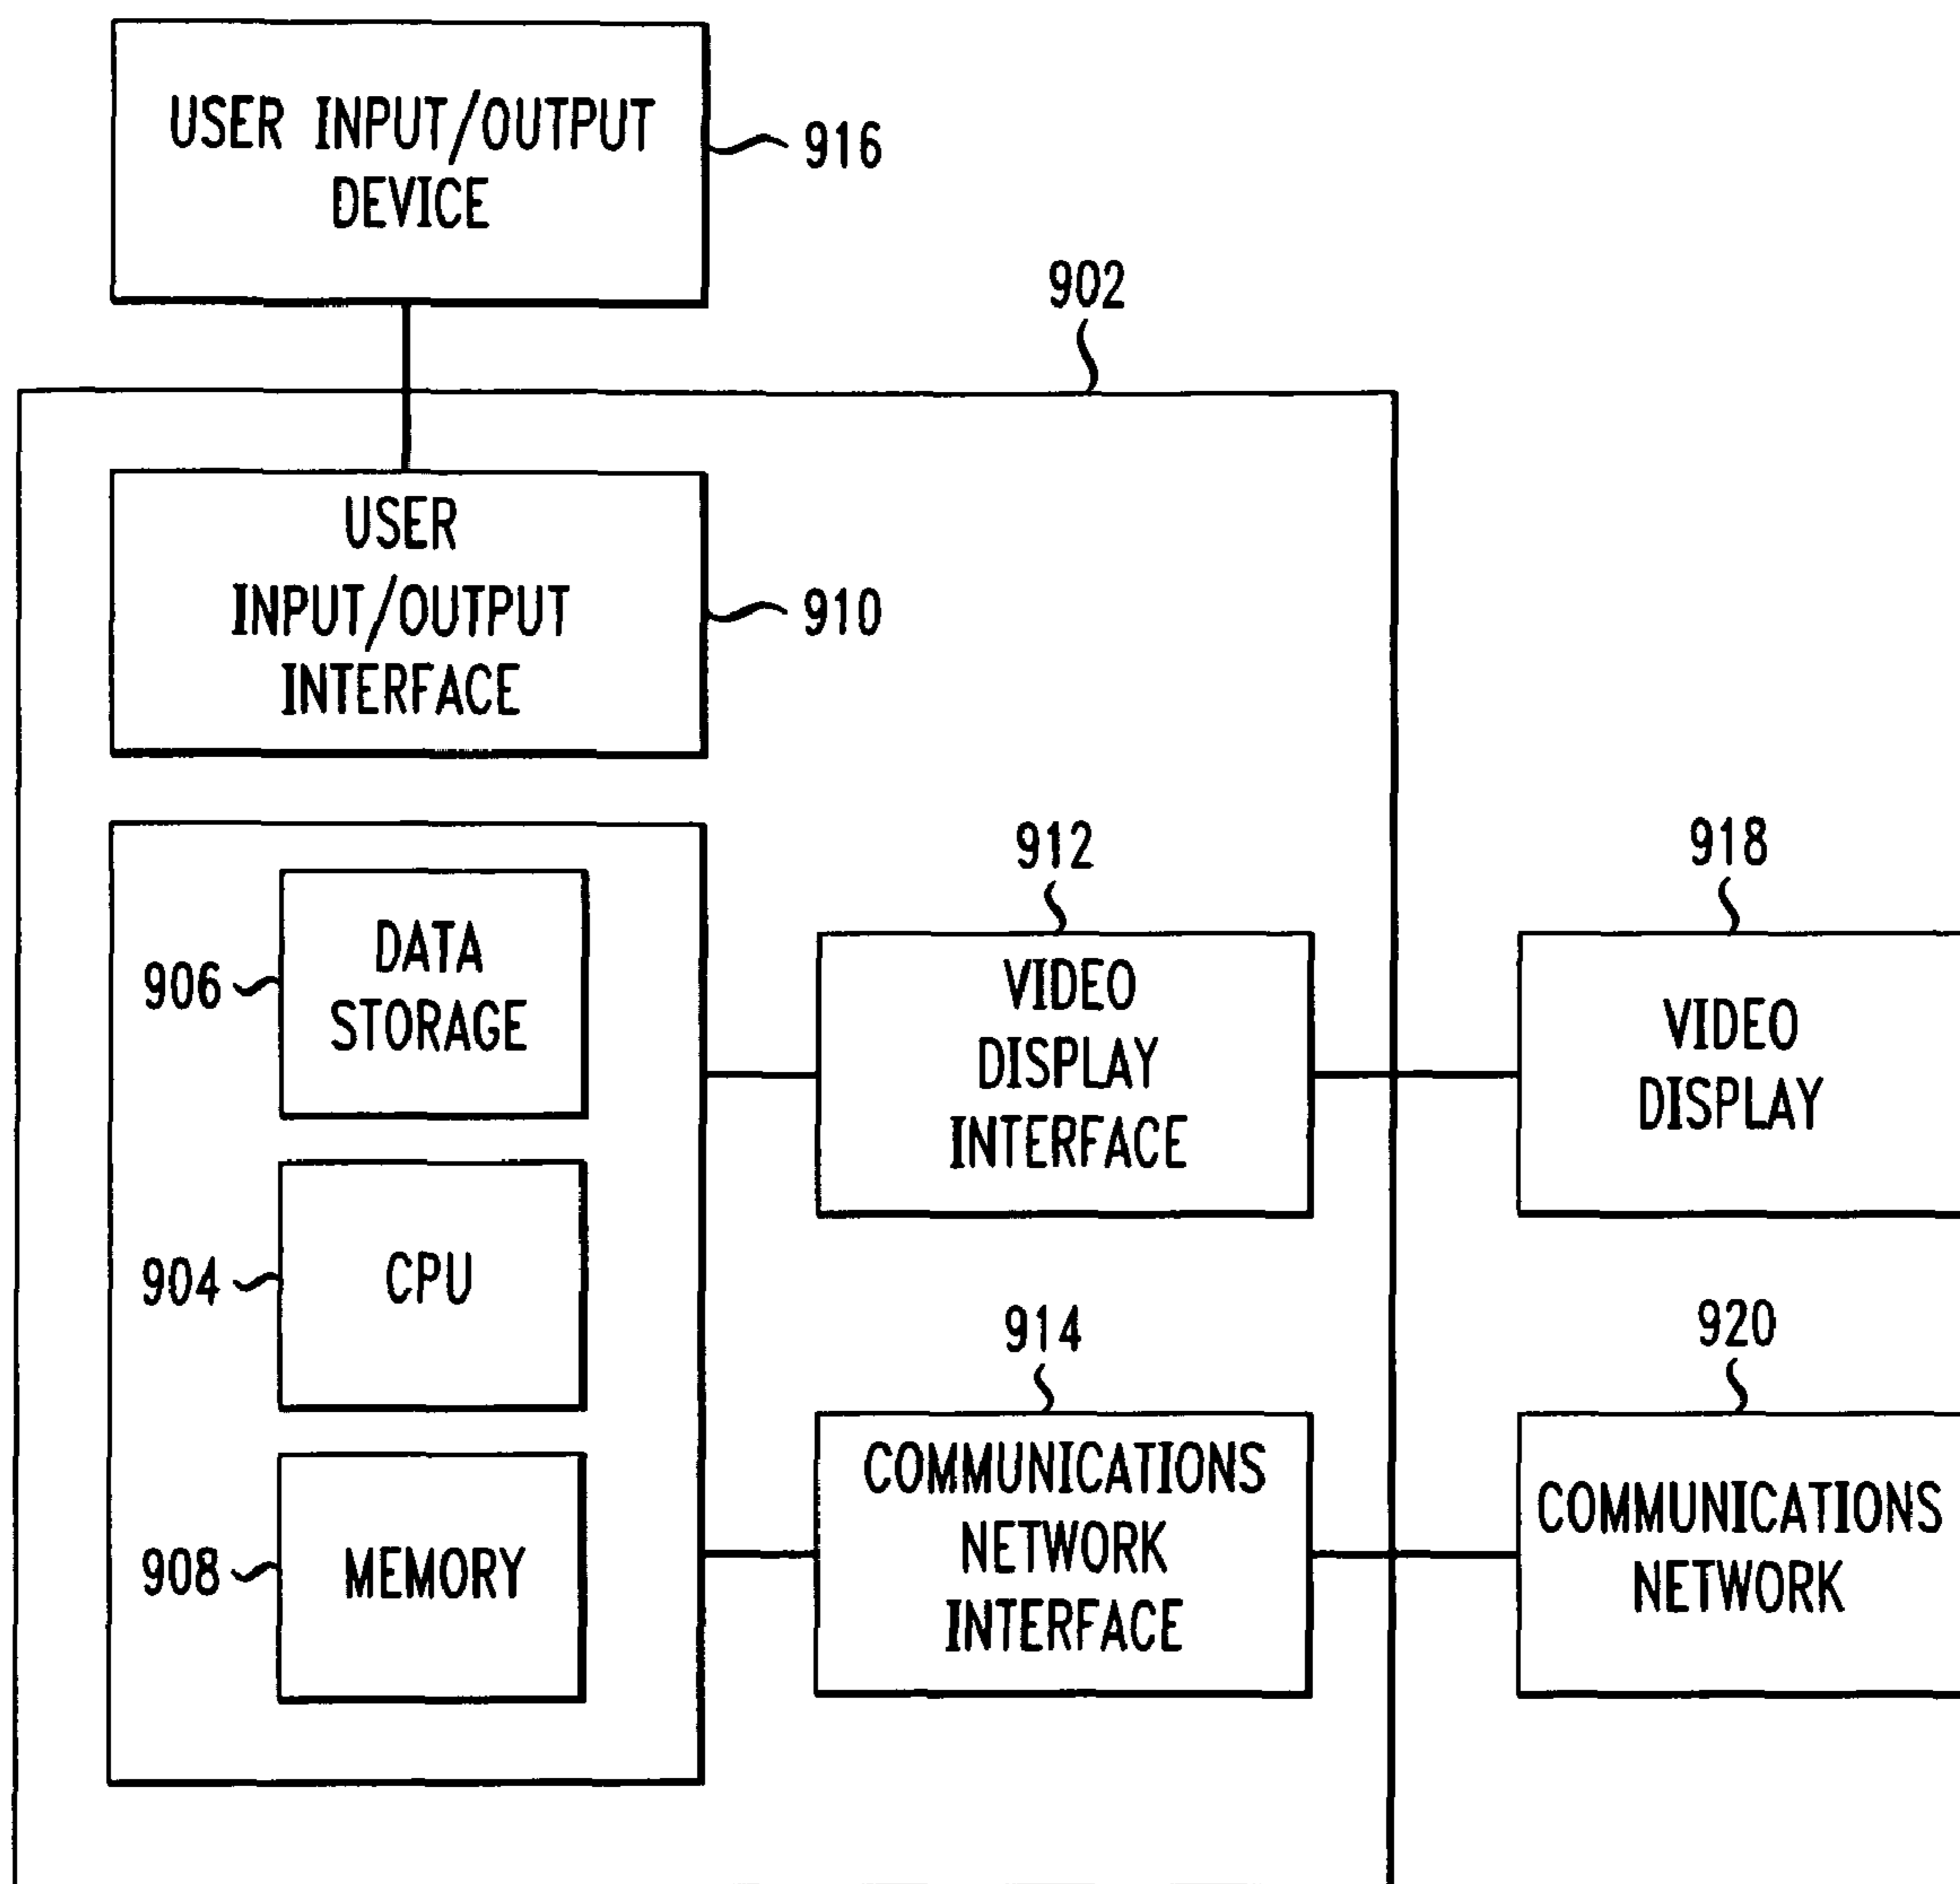 USER INPUT/OUTPUT
DEVICE
916
902
USER
INPUT/OUTPUT
INTERFACE
910
912
918
DATA
STORAGE
906
VIDEO
DISPLAY
INTERFACE
VIDEO
DISPLAY
CPU
904
914
920
MEMORY
908
COMMUNICATIONS
NETWORK
INTERFACE
COMMUNICATIONS
NETWORK